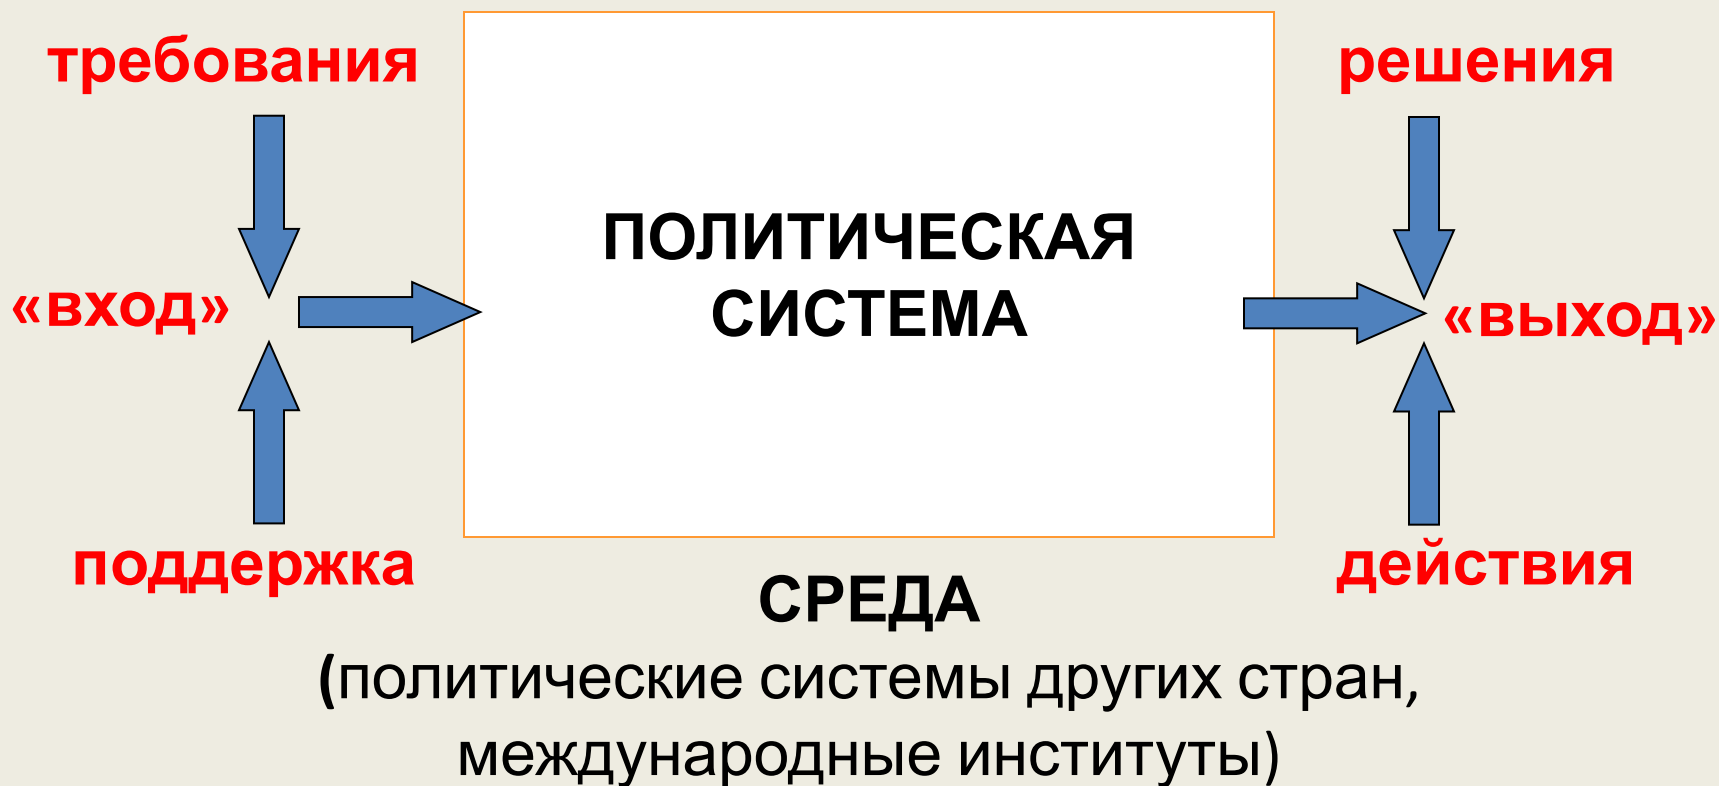 требования
решения
ПОЛИТИЧЕСКАЯ
СИСТЕМА
«вход»
«выход»
поддержка
действия
СРЕДА
(политические системы других стран,
международные институты)